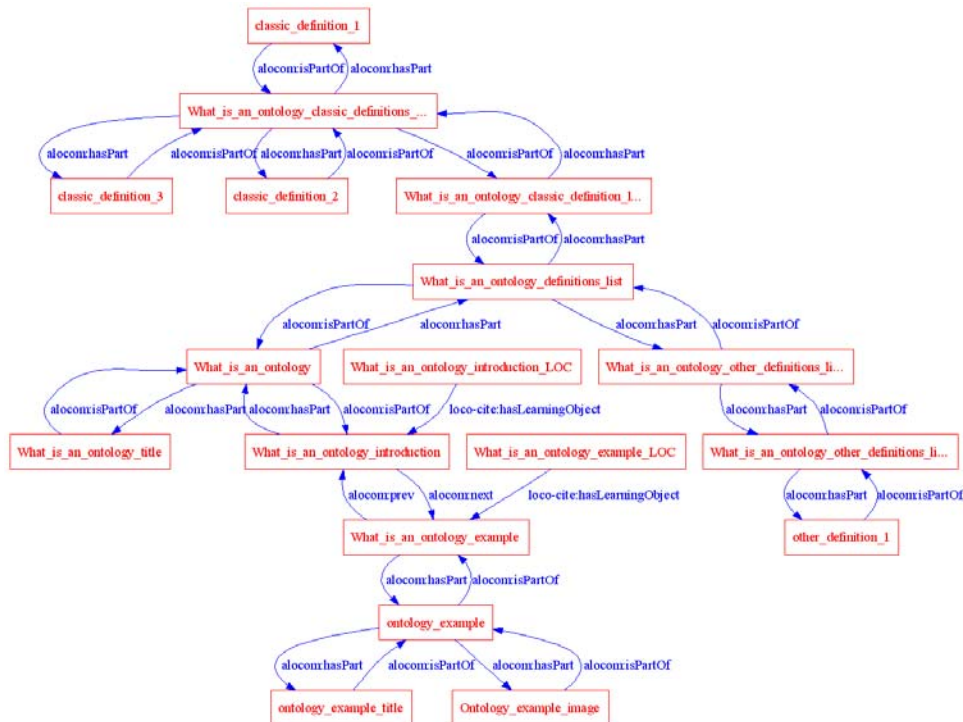 classic_definition_1
alocom:isPartOf alocom:hasPart
What_is_an_ontology_classic_definitions_...
alocom:hasPart alocom:isPartOf alocom:hasPart alocom:isPartOf alocom:isPartOf alocom:hasPart
classic_definition_3 classic_definition_2 What_is_an_ontology_classic_definition_1...
alocom:isPartOf alocom:hasPart
What_is_an_ontology_definitions_list
alocom:isPartOf alocom:hasPart alocom:hasPart alocom:isPartOf
What_is_an_ontology What_is_an_ontology_introduction_LOC What_is_an_ontology_other_definitions_li...
alocom:isPartOf alocom:hasPart alocom:hasPart alocom:isPartOf loco-cite:hasLearningObject alocom:hasPart alocom:isPartOf
What_is_an_ontology_title What_is_an_ontology_introduction What_is_an_ontology_example_LOC What_is_an_ontology_other_definitions_li...
alocom:prev alocom:next loco-cite:hasLearningObject alocom:hasPart alocom:isPartOf
What_is_an_ontology_example other_definition_1
alocom:hasPart alocom:isPartOf
ontology_example
alocom:hasPart alocom:isPartOf alocom:hasPart alocom:isPartOf
ontology_example_title Ontology_example_image